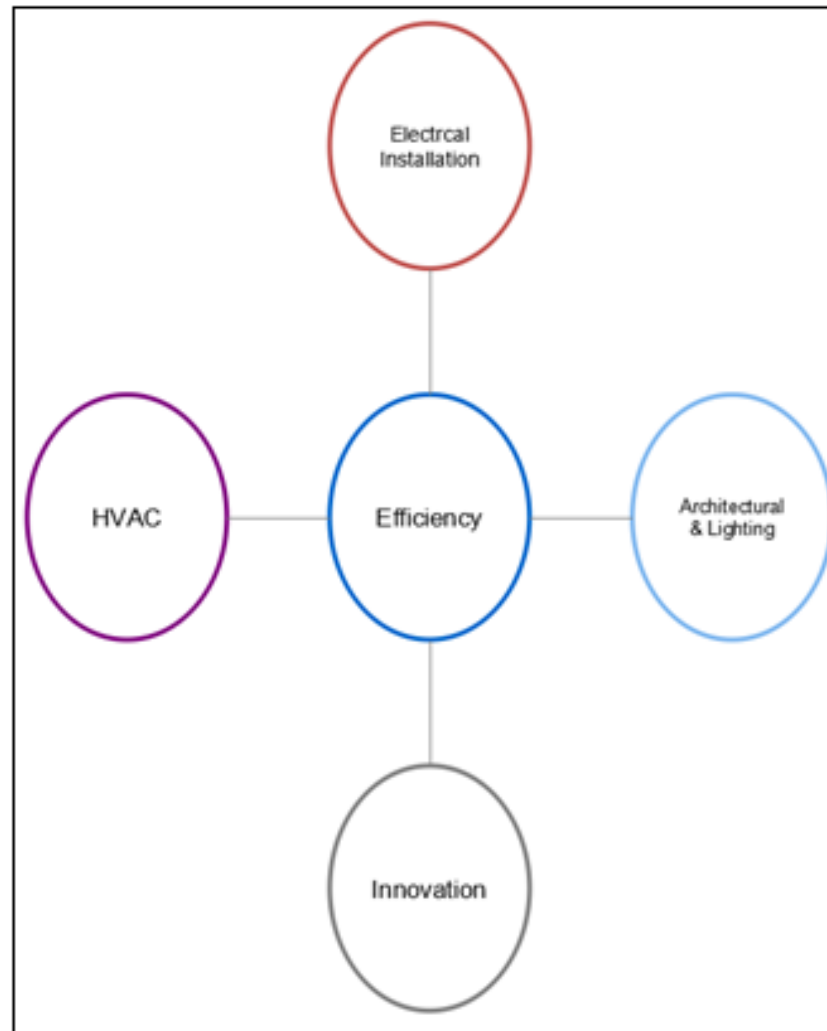 Electrcal
Installation
HVAC
Efficiency
Architectural
& Lighting
Innovation